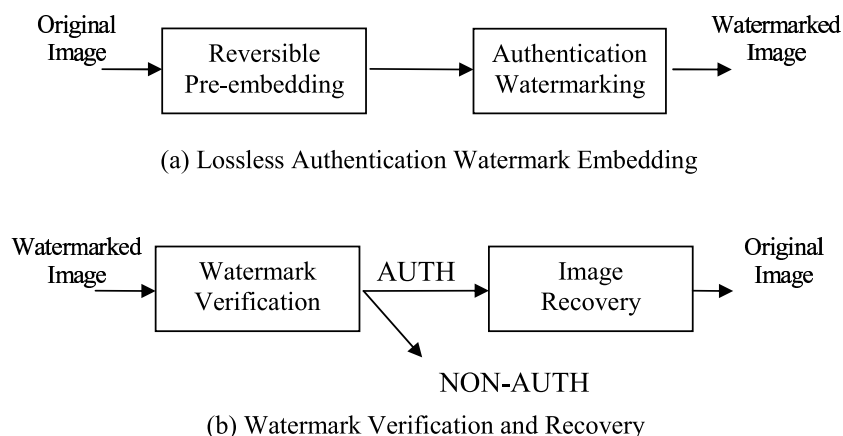 Original
Image
Reversible
Pre-embedding
Authentication
Watermarking
Watermarked
Image
(a) Lossless Authentication Watermark Embedding
Watermarked
Image
Watermark
Verification
AUTH
Image
Recovery
Original
Image
NON-AUTH
(b) Watermark Verification and Recovery